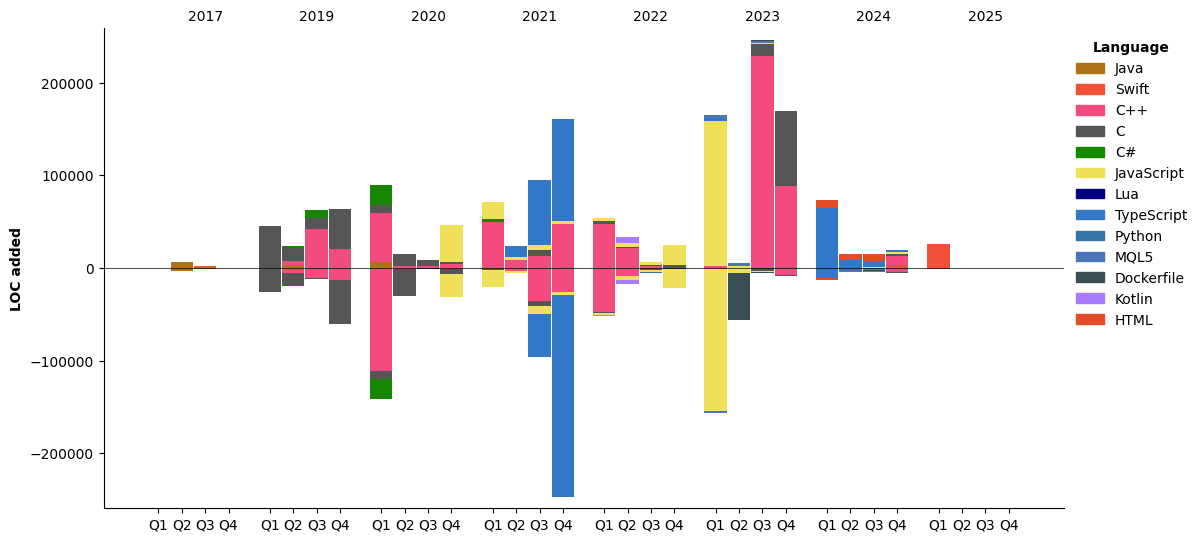 2017 2019 2020 2021 2022 2023 2024 2025
LOC added
200000
100000
0
−100000
−200000
Q1 Q2 Q3 Q4 Q1 Q2 Q3 Q4 Q1 Q2 Q3 Q4 Q1 Q2 Q3 Q4 Q1 Q2 Q3 Q4 Q1 Q2 Q3 Q4 Q1 Q2 Q3 Q4 Q1 Q2 Q3 Q4
Language
Java
Swift
C++
C
C#
JavaScript
Lua
TypeScript
Python
MQL5
Dockerfile
Kotlin
HTML